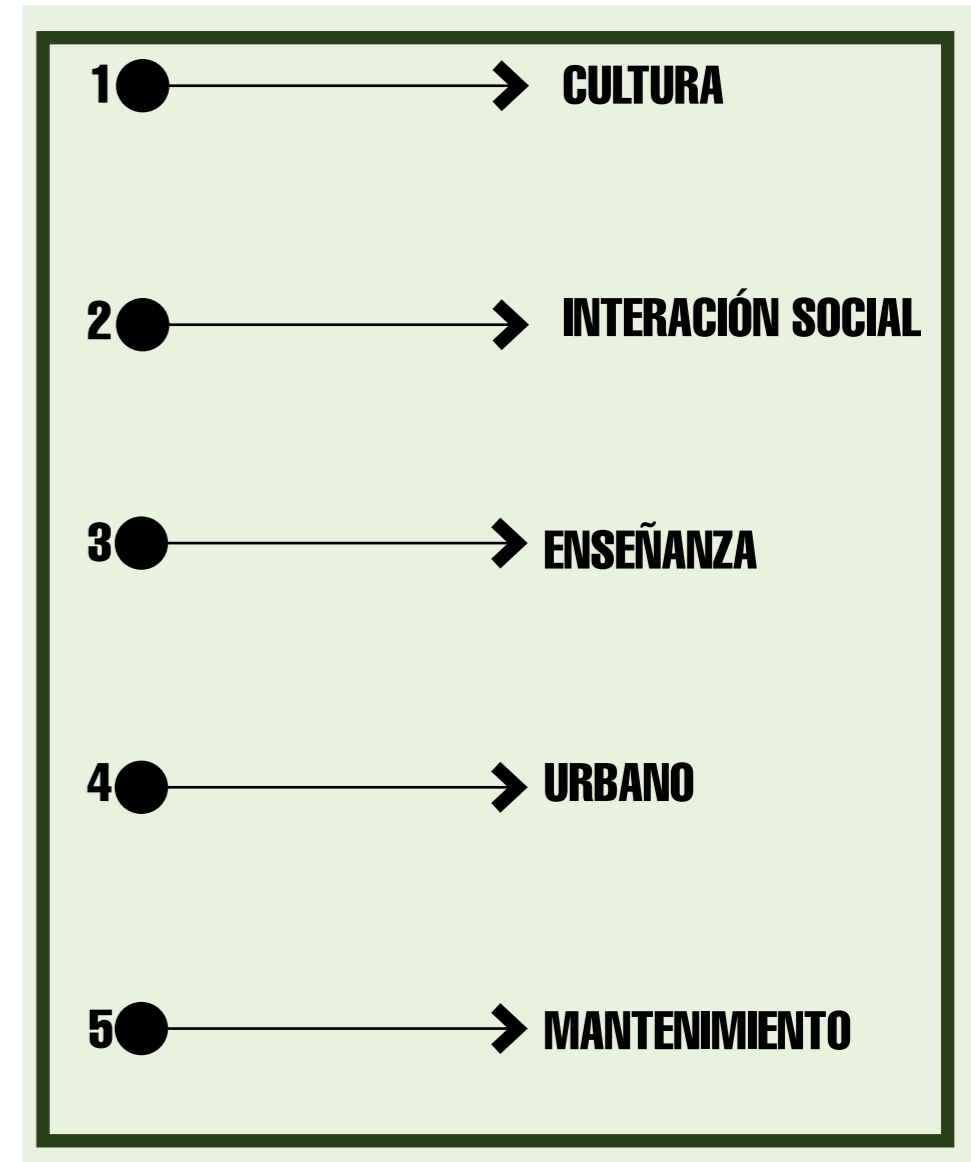 1 CULTURA
2 INTERACIÓN SOCIAL
3 ENSEÑANZA
4 URBANO
5 MANTENIMIENTO